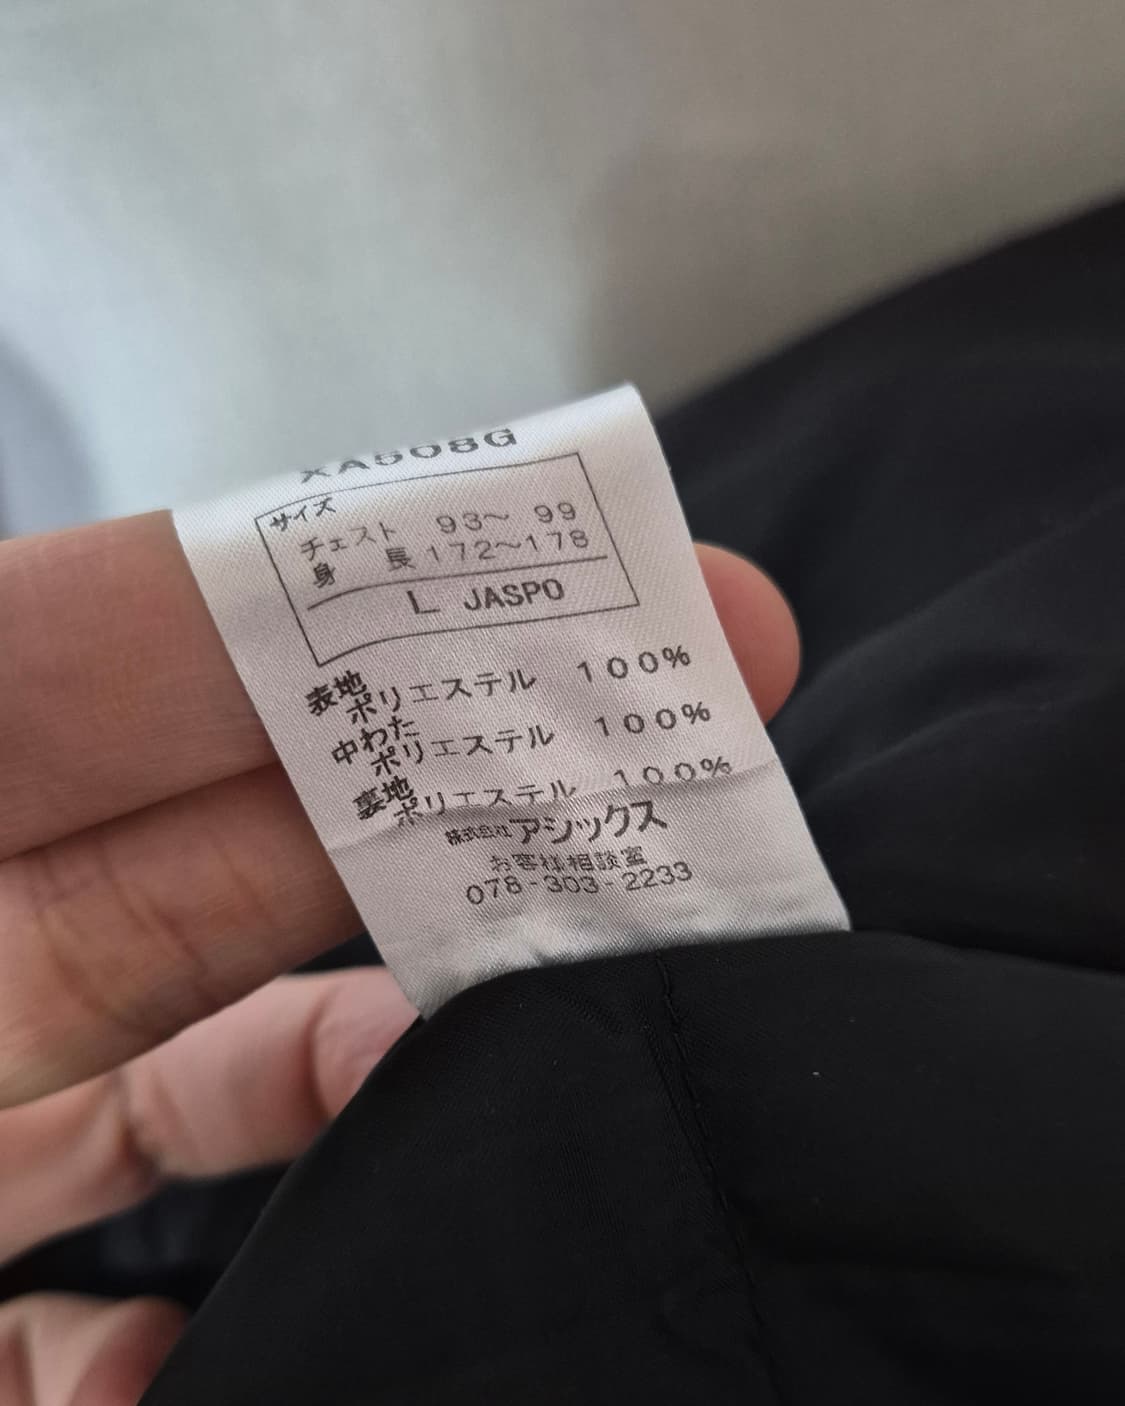 XA508G
サイズ
チェスト 93～ 99
身 長 172～178
L JASPO
表地
ポリエステル 100%
中わた
ポリエステル 100%
裏地
ポリエステル 100%
株式会社アシックス
お客様相談室
078-303-2233